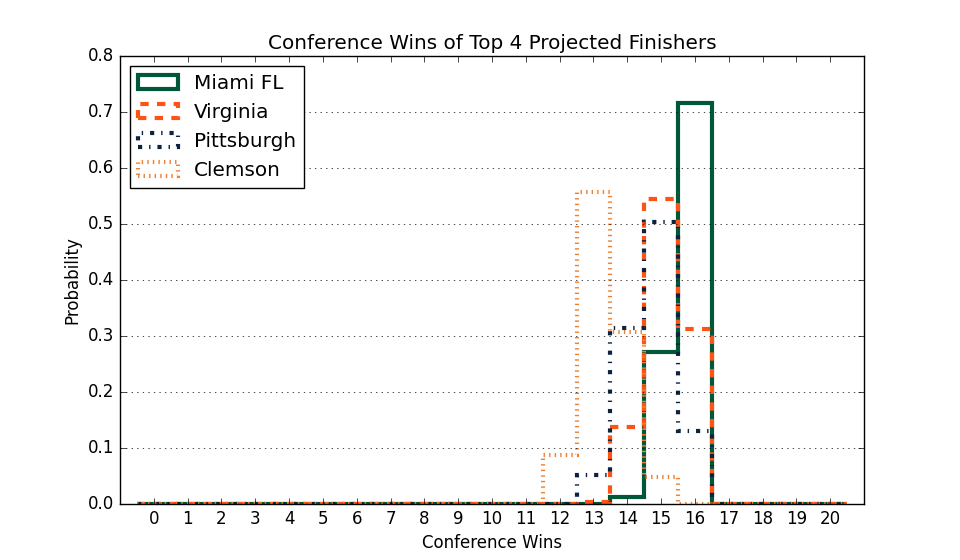 Conference Wins of Top 4 Projected Finishers
0.8
0.7
0.6
0.5
0.4
0.3
0.2
0.1
0.0
Probability
Miami FL
Virginia
Pittsburgh
Clemson
0 1 2 3 4 5 6 7 8 9 10 11 12 13 14 15 16 17 18 19 20
Conference Wins